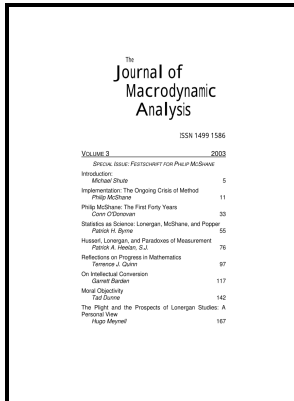 The
Journal of
Macrodynamic
Analysis
ISSN 1499 1586
VOLUME 3 2003
SPECIAL ISSUE: FESTSCHRIFT FOR PHILIP MCSHANE
Introduction:
Michael Shute 5
Implementation: The Ongoing Crisis of Method
Philip McShane 11
Philip McShane: The First Forty Years
Conn O'Donovan 33
Statistics as Science: Lonergan, McShane, and Popper
Patrick H. Byrne 55
Husserl, Lonergan, and Paradoxes of Measurement
Patrick A. Heelan, S.J. 76
Reflections on Progress in Mathematics
Terrence J. Quinn 97
On Intellectual Conversion
Garrett Barden 117
Moral Objectivity
Tad Dunne 142
The Plight and the Prospects of Lonergan Studies: A
Personal View
Hugo Meynell 167